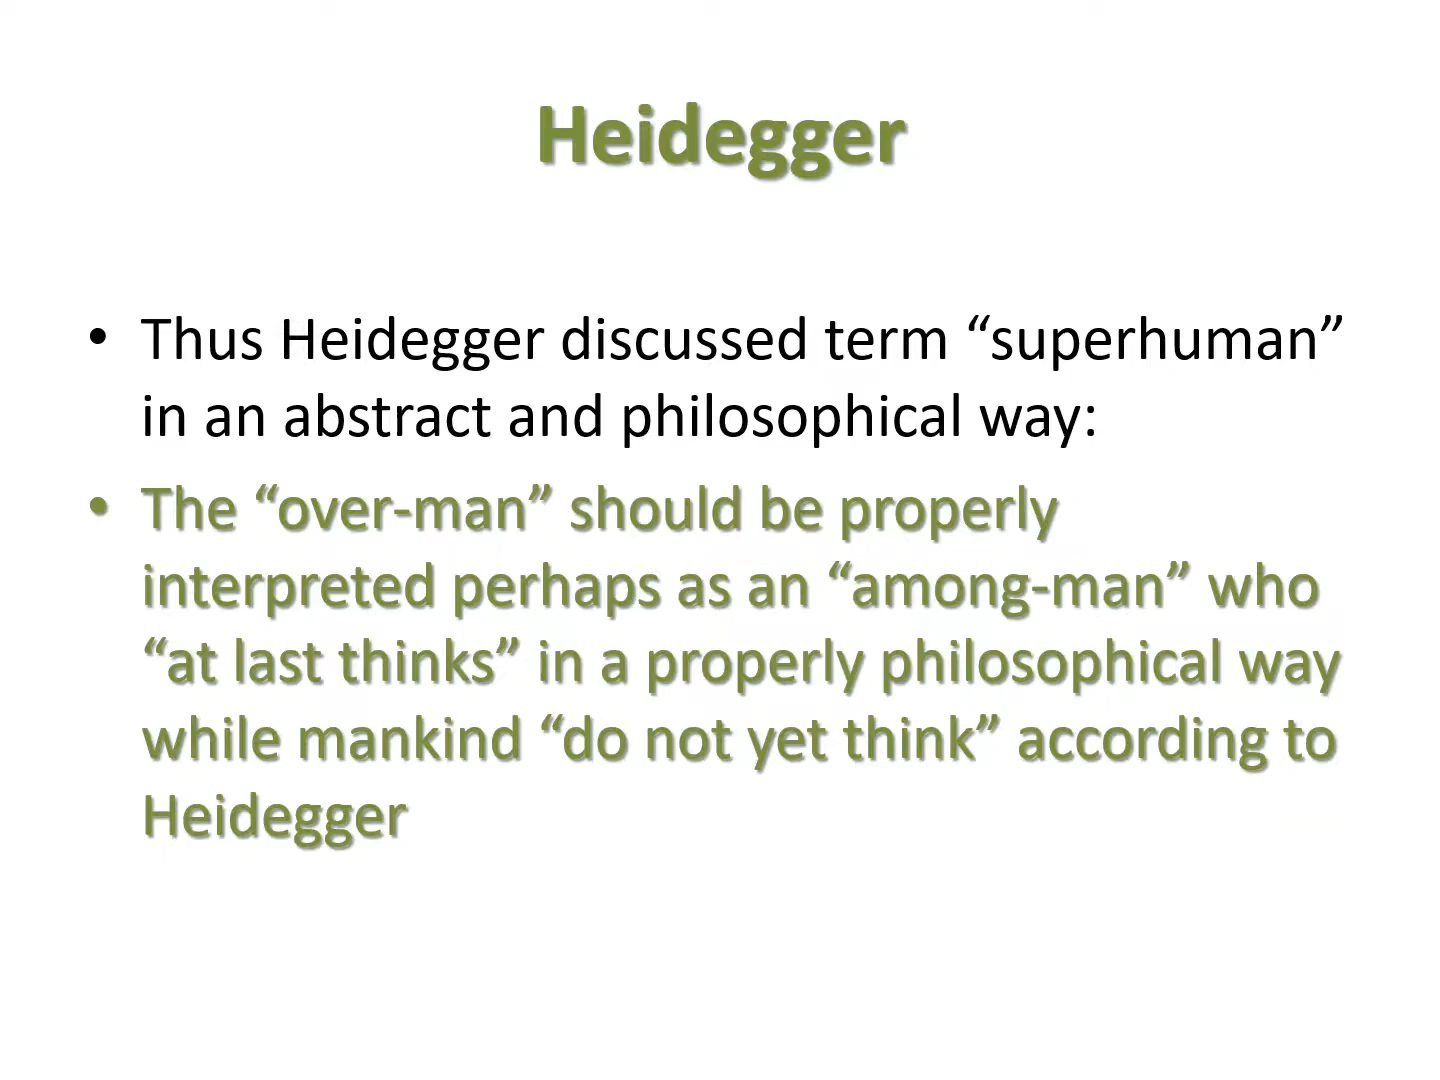 Heidegger
• Thus Heidegger discussed term “superhuman”
in an abstract and philosophical way:
• The “over-man” should be properly
interpreted perhaps as an “among-man” who
“at last thinks” in a properly philosophical way
while mankind “do not yet think” according to
Heidegger